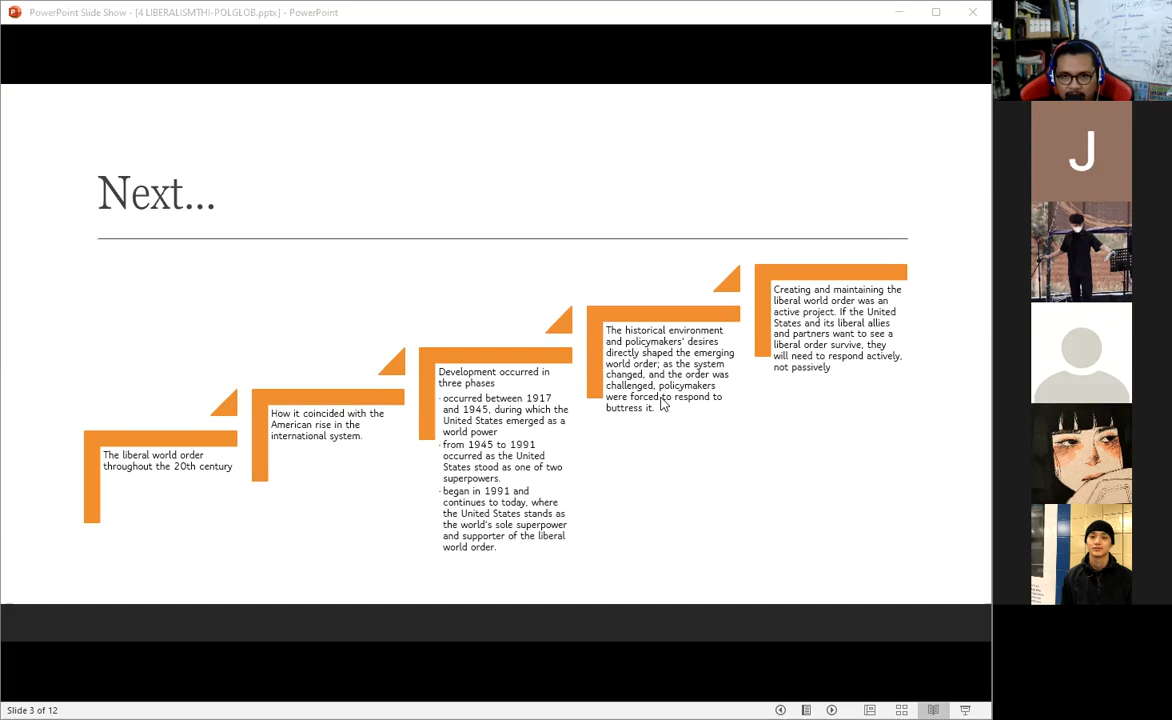 PowerPoint Slide Show - [4 LIBERALISMTHI-POLGLOB.pptx] - PowerPoint
Next...
The liberal world order
throughout the 20th century
How it coincided with the
American rise in the
international system.
Development occurred in
three phases
· occurred between 1917
and 1945, during which the
United States emerged as a
world power
· from 1945 to 1991
occurred as the United
States stood as one of two
superpowers.
· began in 1991 and
continues to today, where
the United States stands as
the world's sole superpower
and supporter of the liberal
world order.
The historical environment
and policymakers' desires
directly shaped the emerging
world order; as the system
changed, and the order was
challenged, policymakers
were forced to respond to
buttress it.
Creating and maintaining the
liberal world order was an
active project. If the United
States and its liberal allies
and partners want to see a
liberal order survive, they
will need to respond actively,
not passively
J
Slide 3 of 12